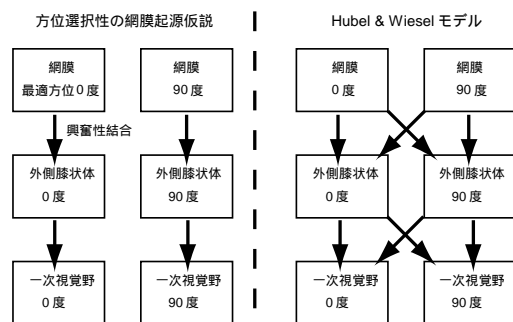 方位選択性の網膜起源仮説
網膜
最適方位0度
網膜
90度
興奮性結合
外側膝状体
0度
外側膝状体
90度
一次視覚野
0度
一次視覚野
90度
Hubel & Wiesel モデル
網膜
0度
網膜
90度
外側膝状体
0度
外側膝状体
90度
一次視覚野
0度
一次視覚野
90度